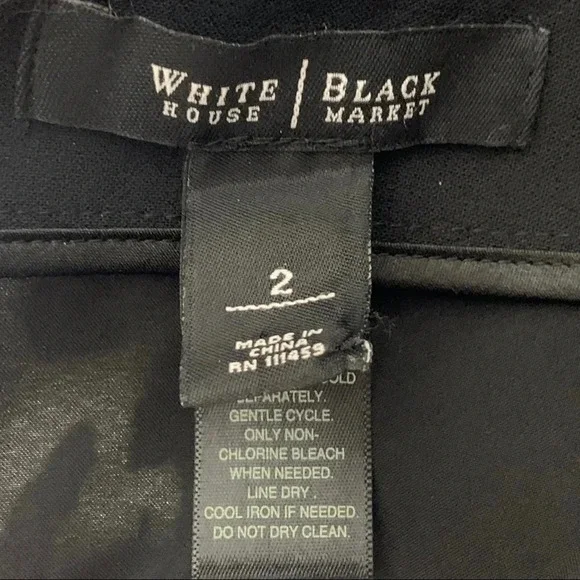 WHITE | BLACK
HOUSE | MARKET
2
MADE IN
CHINA
RN 111459
SEPARATELY.
GENTLE CYCLE.
ONLY NON-
CHLORINE BLEACH
WHEN NEEDED.
LINE DRY .
COOL IRON IF NEEDED.
DO NOT DRY CLEAN.